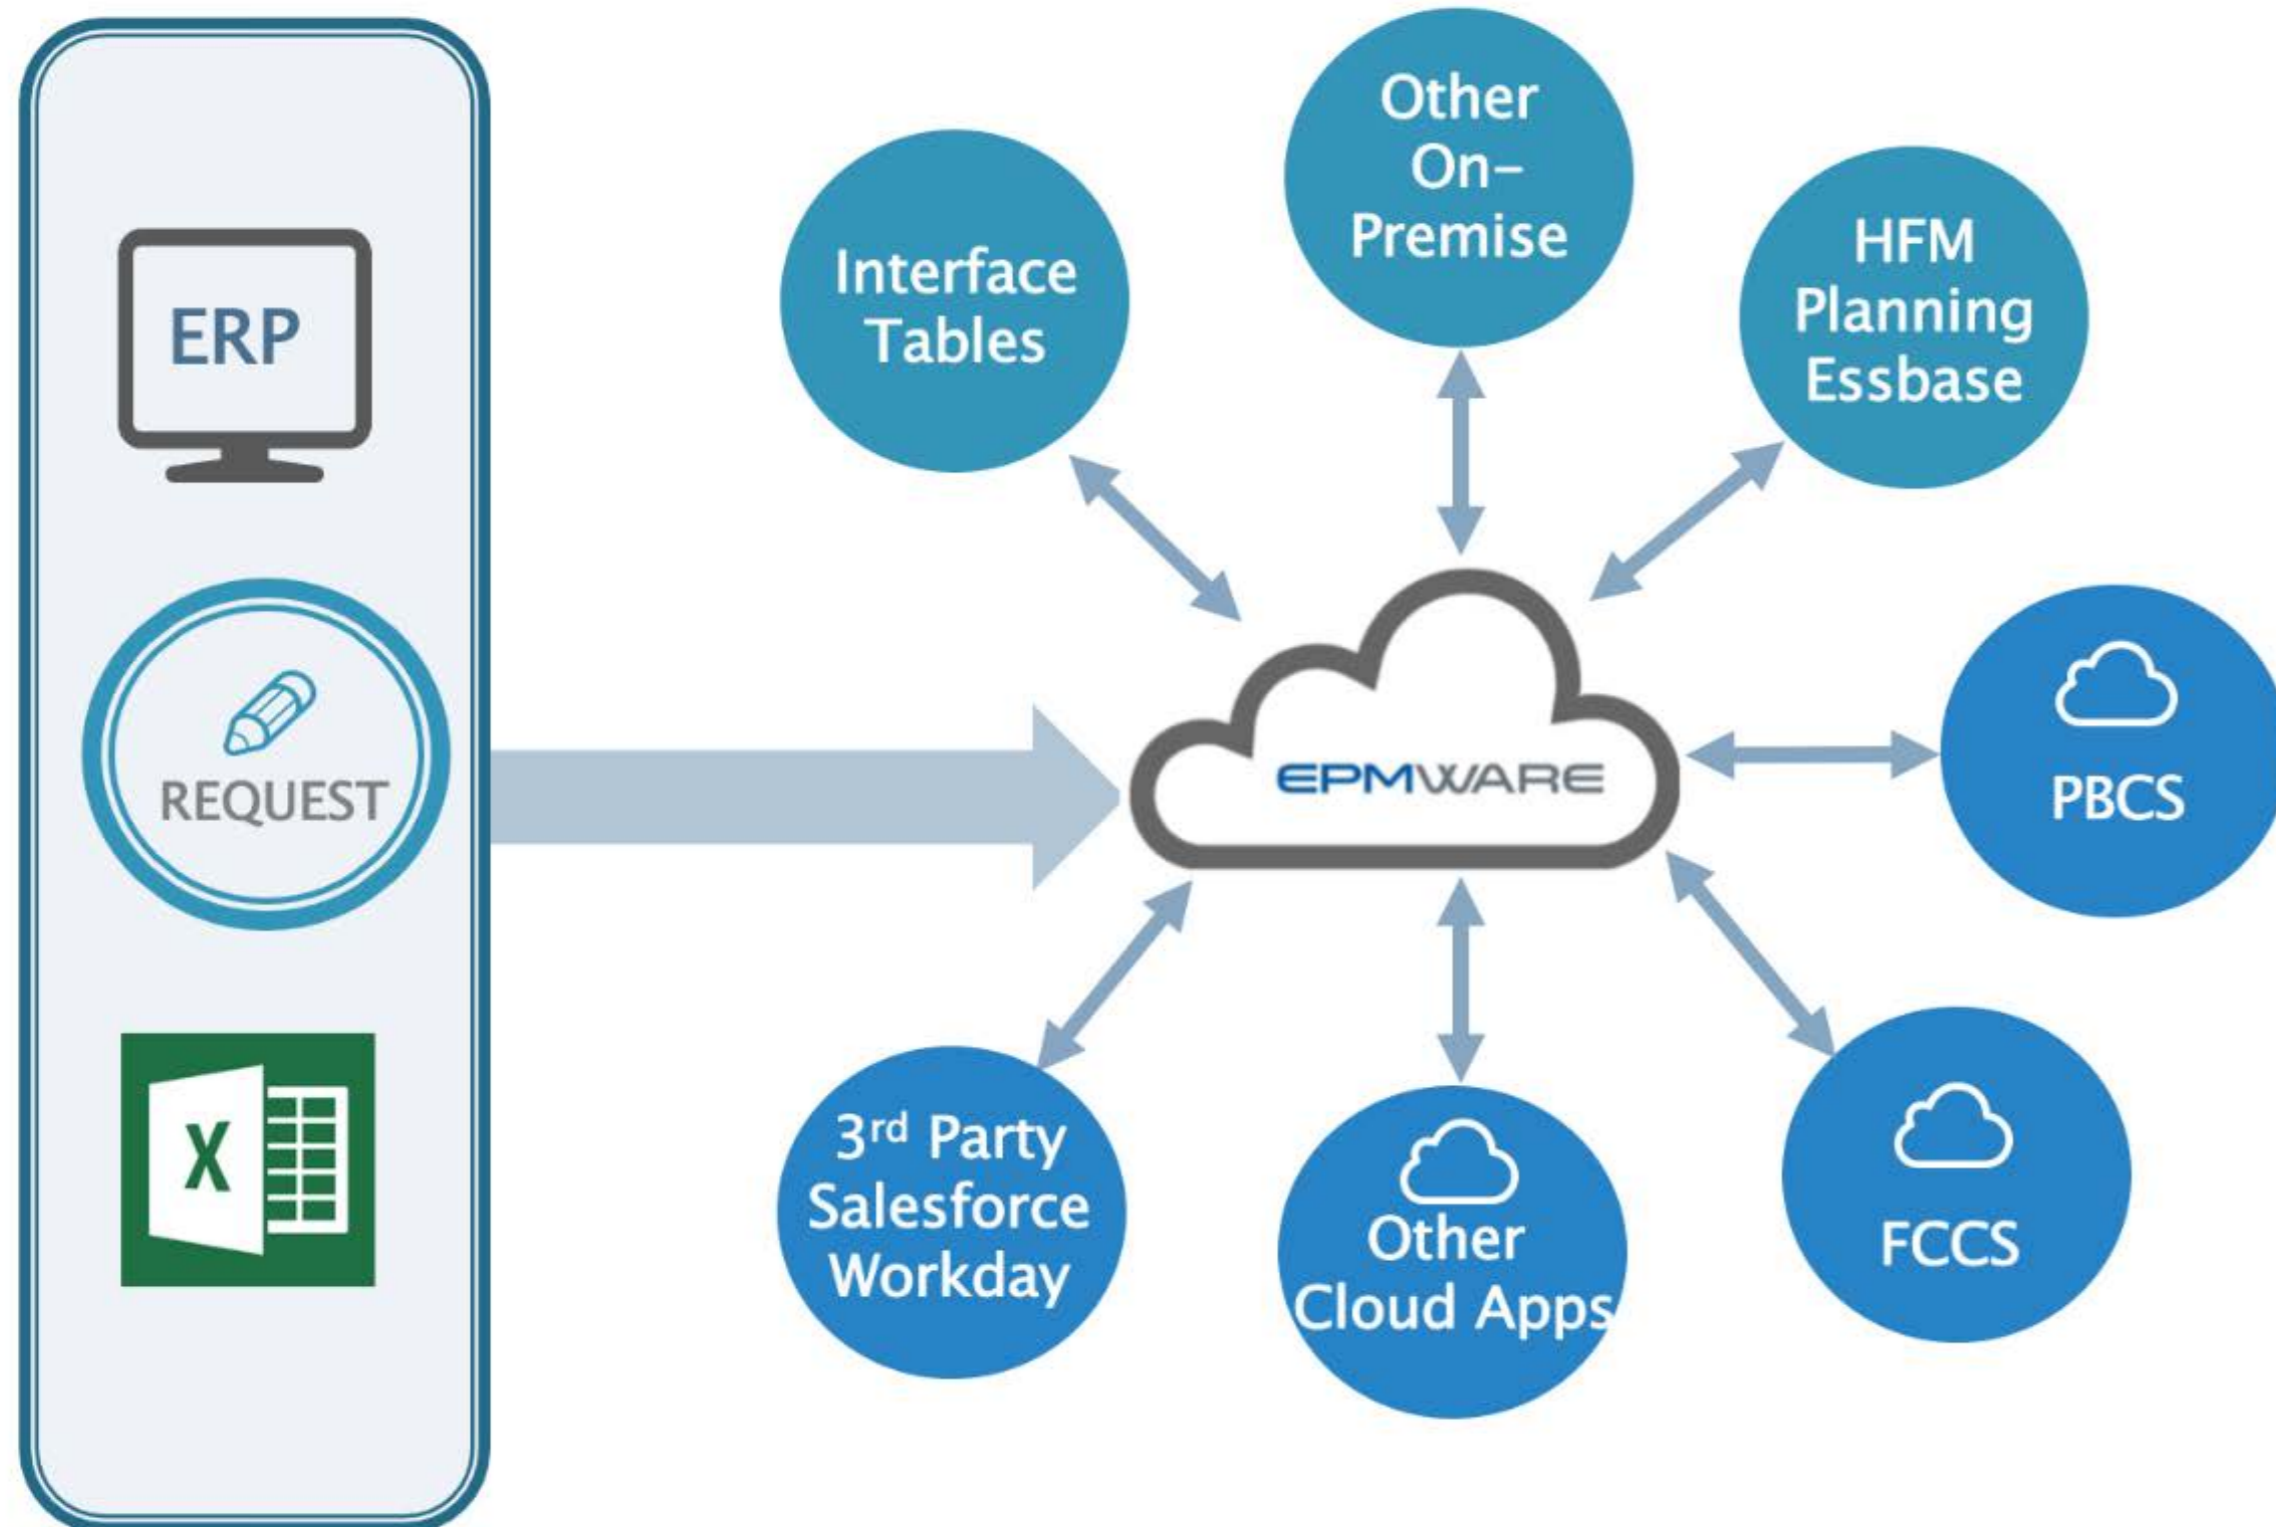 ERP
REQUEST
X
Interface
Tables
Other
On-
Premise
HFM
Planning
Essbase
EPMWARE
PBCS
FCCS
Other
Cloud Apps
3rd Party
Salesforce
Workday